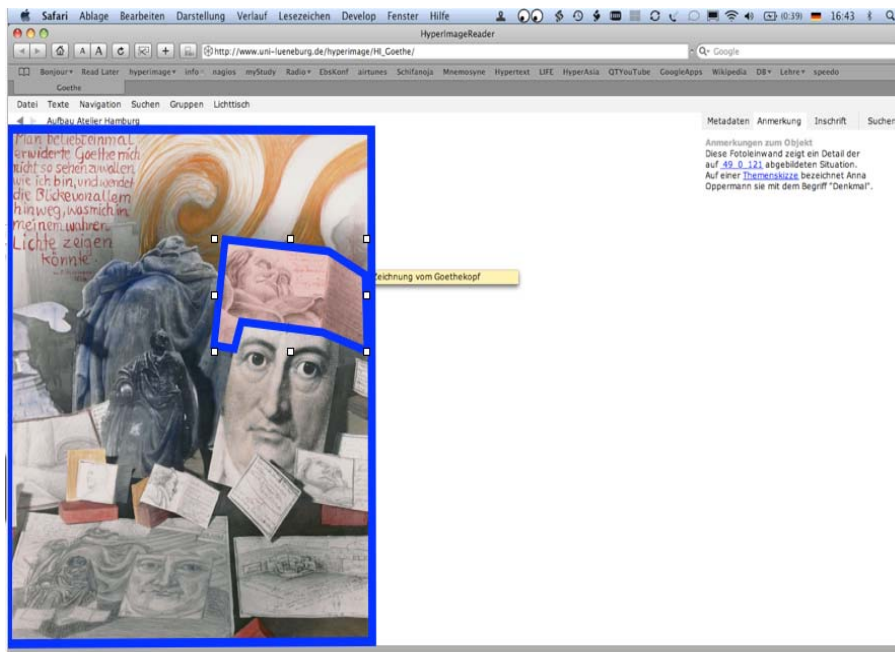 Safari Ablage Bearbeiten Darstellung Verlauf Lesezeichen Develop Fenster Hilfe (0:39) 16:43
HyperImageReader
A A http://www.uni-lueneburg.de/hyperimage/HI_Goethe/ Google
Bonjour Read Later hyperimage info nagios myStudy Radio EbsKonf airtunes Schifanoja Mnemosyne Hypertext LIFE HyperAsia QTYouTube GoogleApps Wikipedia DB Lehre speedo
Goethe
Datei Texte Navigation Suchen Gruppen Lichttisch
Aufbau Atelier Hamburg
Metadaten Anmerkung Inschrift Suchen
Anmerkungen zum Objekt
Diese Fotoleinwand zeigt ein Detail der
auf 49_0_121 abgebildeten Situation.
Auf einer Themenskizze bezeichnet Anna
Oppermann sie mit dem Begriff "Denkmal".
Man beliebt einmal
erwiderte Goethe mich
nicht so sehen zu wollen
wie ich bin, und wendet
die Blicke von allem
hinweg, was mich in
meinem wahren
Lichte zeigen
könnte
Zeichnung vom Goethekopf